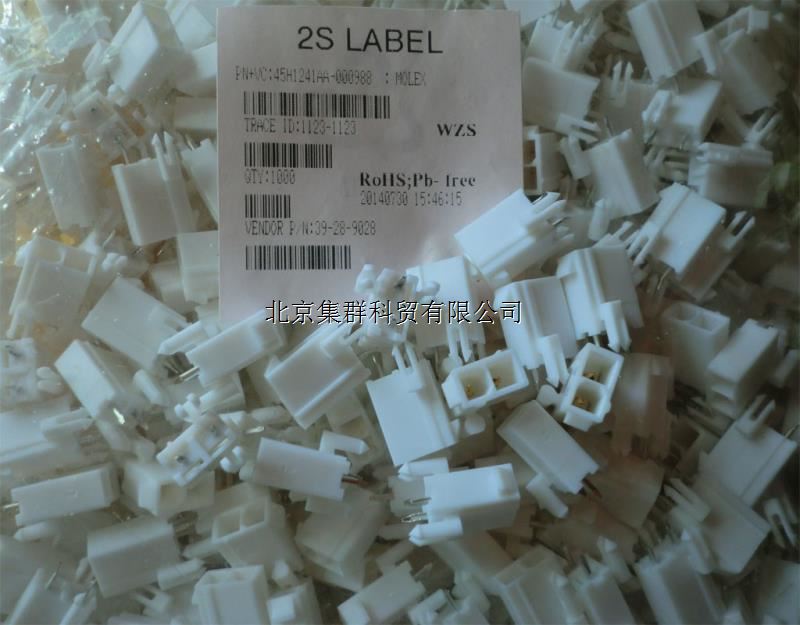 2S LABEL
PN+VC:45H1241AA-000988 : MOLEX
TRACE ID:1123-1123
WZS
QTY:1000
RoHS;Pb- free
20140730 15:46:15
VENDOR P/N:39-28-9028
北京集群科贸有限公司